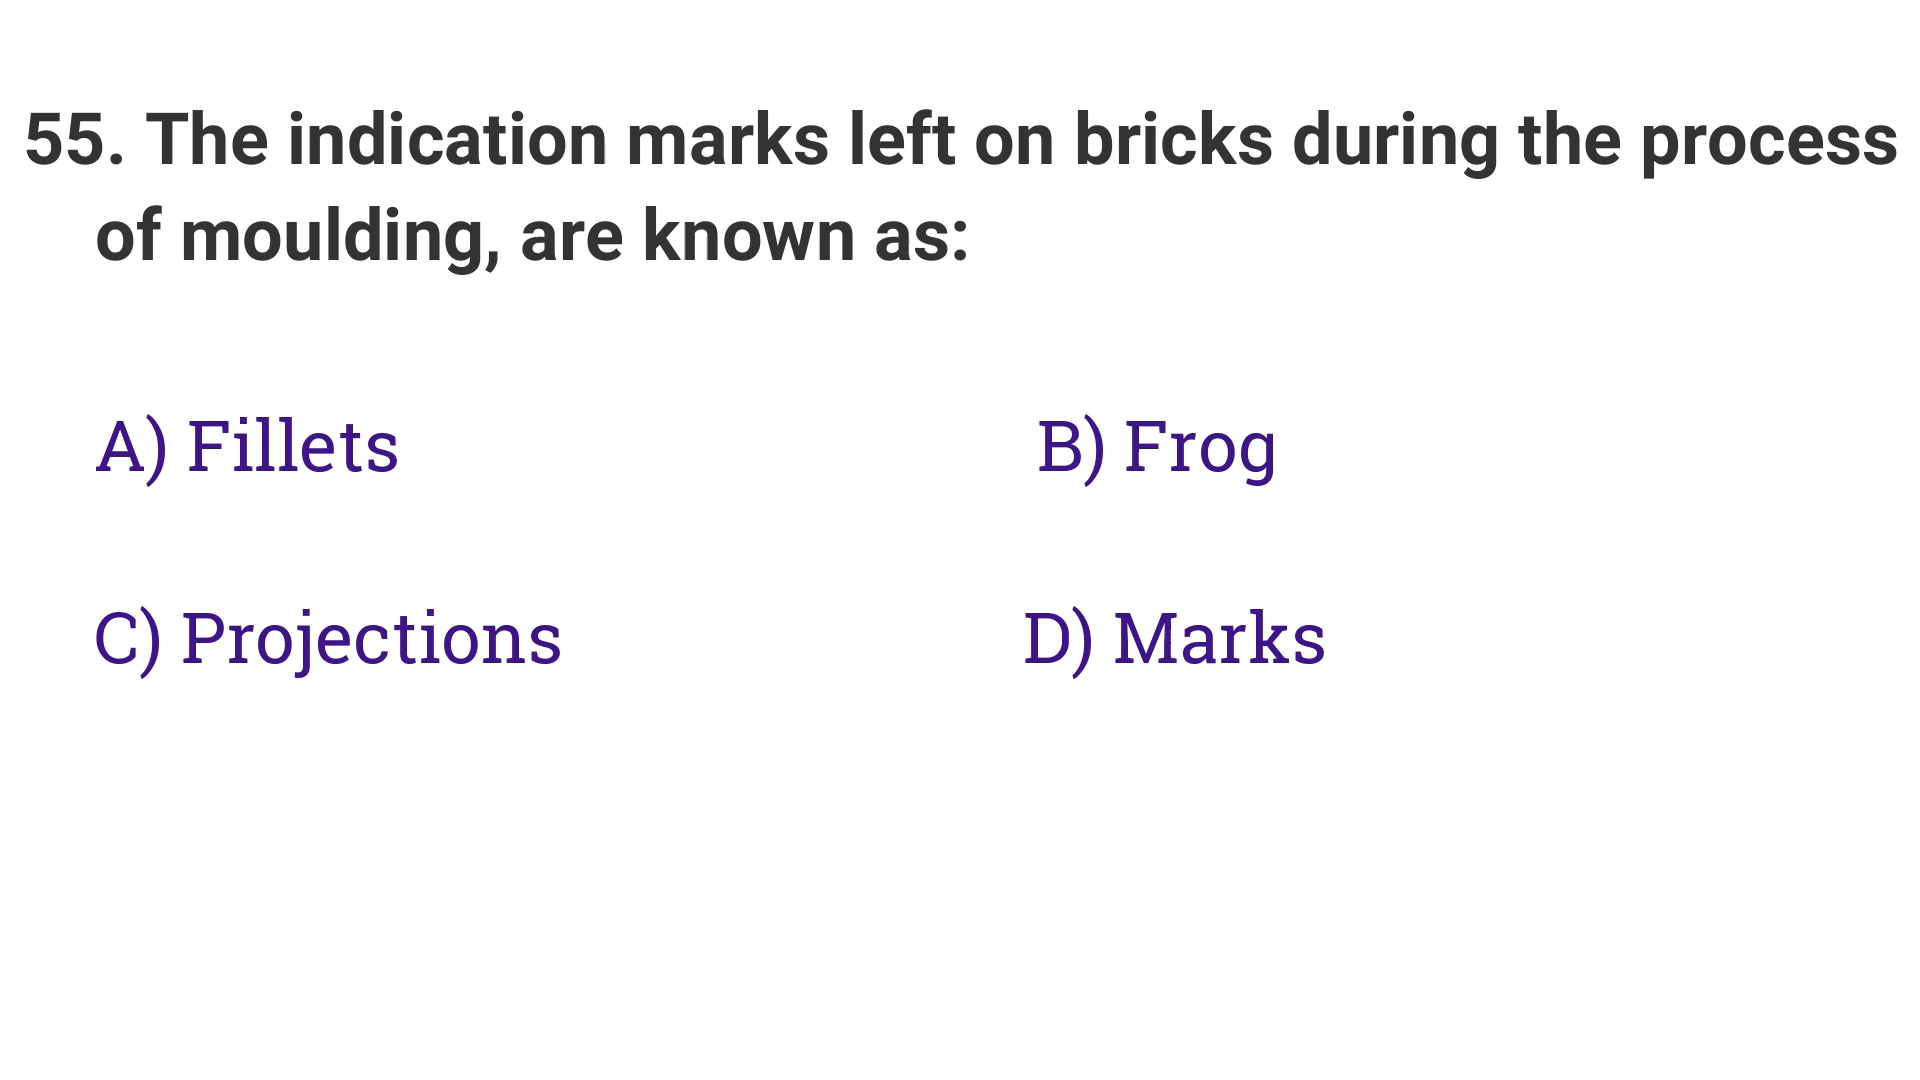 55. The indication marks left on bricks during the process
of moulding, are known as:
A) Fillets
B) Frog
C) Projections
D) Marks